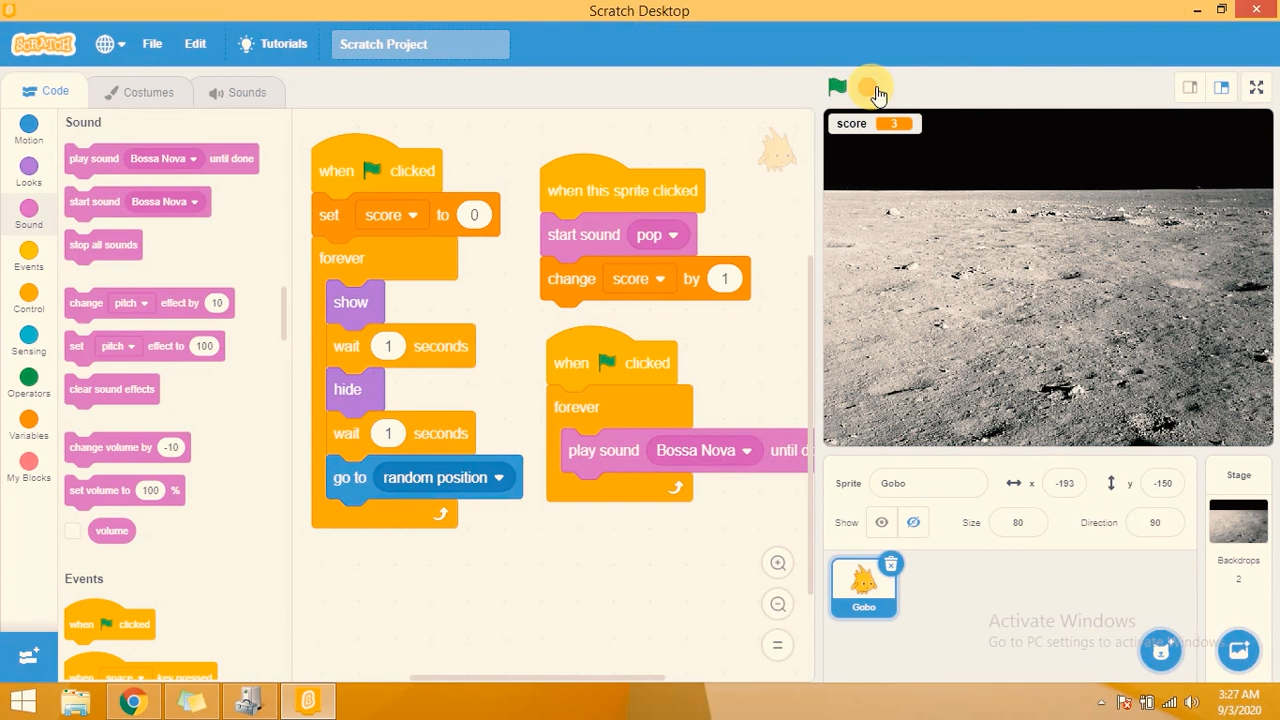 Scratch Desktop
SCRATCH
File
Edit
Tutorials
Scratch Project
Code
Costumes
Sounds
Motion
Looks
Sound
Events
Control
Sensing
Operators
Variables
My Blocks
Sound
play sound Bossa Nova until done
start sound Bossa Nova
stop all sounds
change pitch effect by 10
set pitch effect to 100
clear sound effects
change volume by -10
set volume to 100 %
volume
Events
when clicked
when space key pressed
when clicked
set score to 0
forever
show
wait 1 seconds
hide
wait 1 seconds
go to random position
when this sprite clicked
start sound pop
change score by 1
when clicked
forever
play sound Bossa Nova until
score 3
Sprite Gobo x -193 y -150
Show Size 80 Direction 90
Gobo
Stage
Backdrops
2
Activate Windows
Go to PC settings to activate Windows.
3:27 AM
9/3/2020